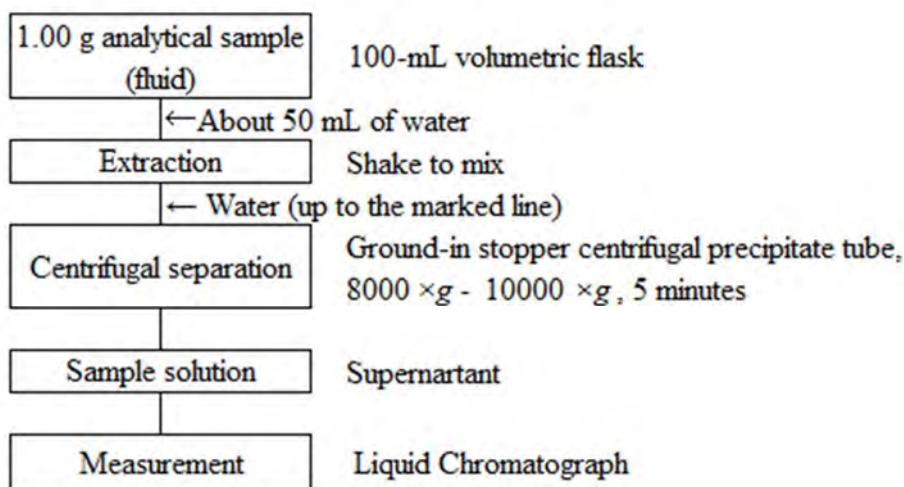 1.00 g analytical sample
(fluid)
100-mL volumetric flask
←About 50 mL of water
Extraction
Shake to mix
← Water (up to the marked line)
Centrifugal separation
Ground-in stopper centrifugal precipitate tube,
8000 ×g - 10000 ×g , 5 minutes
Sample solution
Supernartant
Measurement
Liquid Chromatograph